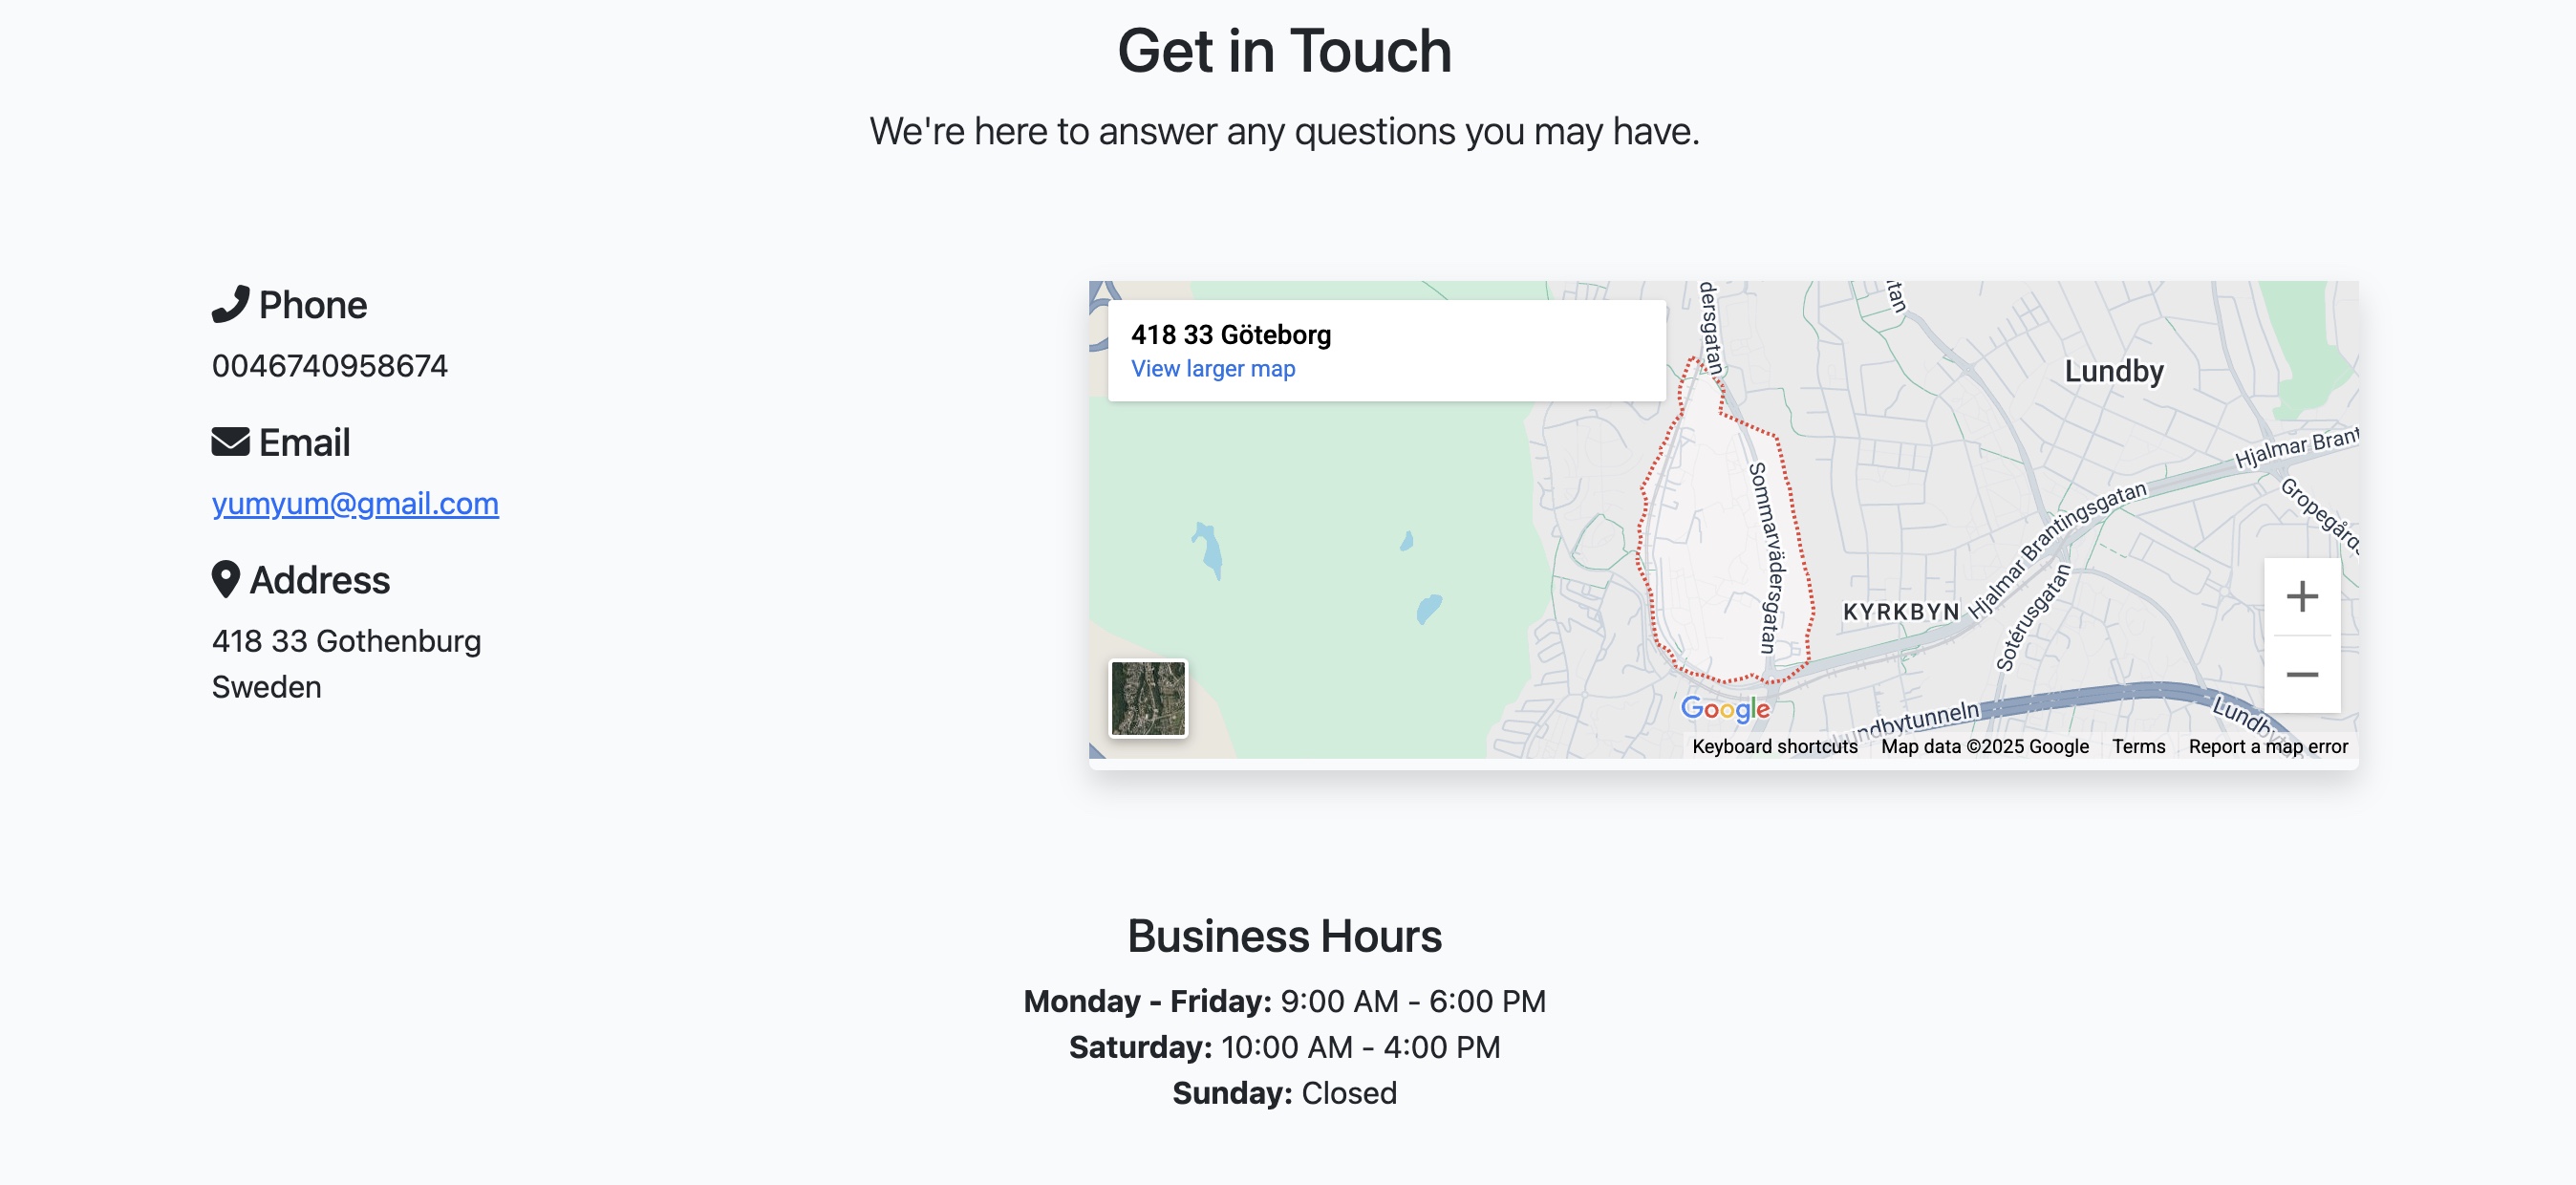 Get in Touch
We're here to answer any questions you may have.
Phone
0046740958674
Email
yumyum@gmail.com
Address
418 33 Gothenburg
Sweden
418 33 Göteborg
View larger map
dersgatan
tan
Lundby
Hjalmar Brant
Gropegårds
Sommarvädersgatan
Hjalmar Brantingsgatan
KYRKBYN
Sotérusgatan
Google
undbytunneln
Lundby
Keyboard shortcuts Map data ©2025 Google Terms Report a map error
Business Hours
Monday - Friday: 9:00 AM - 6:00 PM
Saturday: 10:00 AM - 4:00 PM
Sunday: Closed